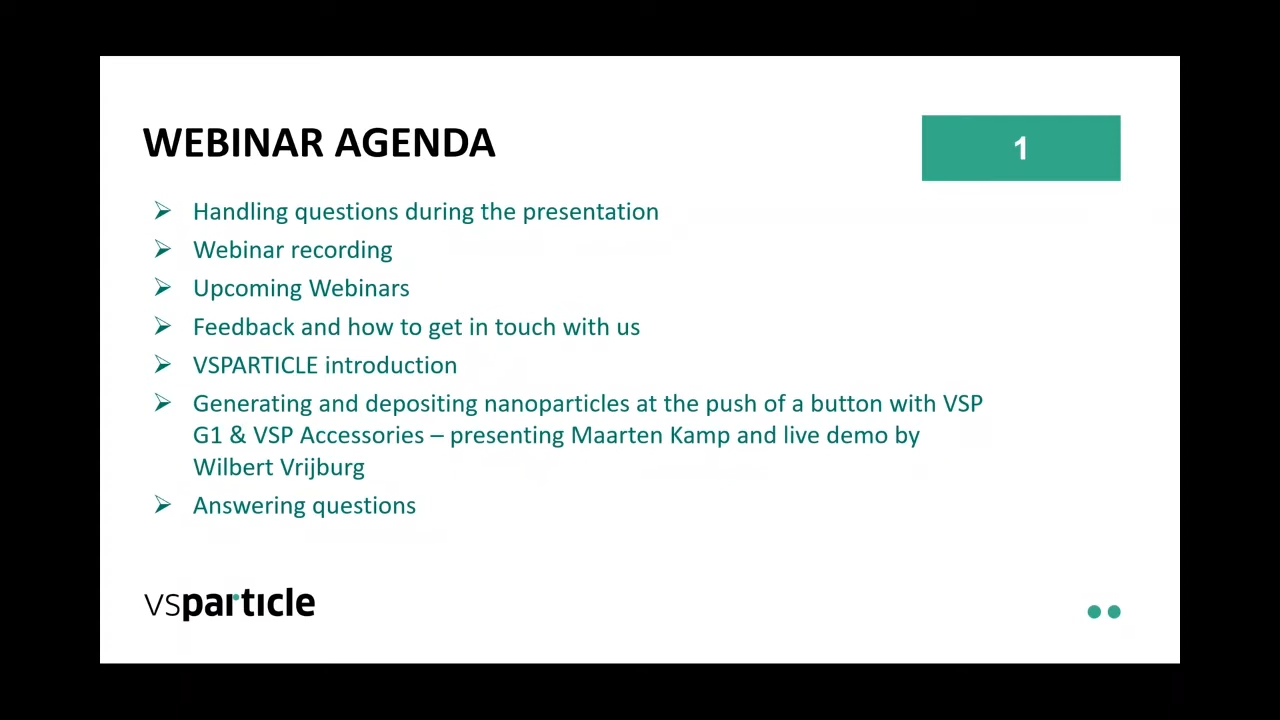 WEBINAR AGENDA
1
Handling questions during the presentation
Webinar recording
Upcoming Webinars
Feedback and how to get in touch with us
VSPARTICLE introduction
Generating and depositing nanoparticles at the push of a button with VSP
G1 & VSP Accessories – presenting Maarten Kamp and live demo by
Wilbert Vrijburg
Answering questions
vsparticle